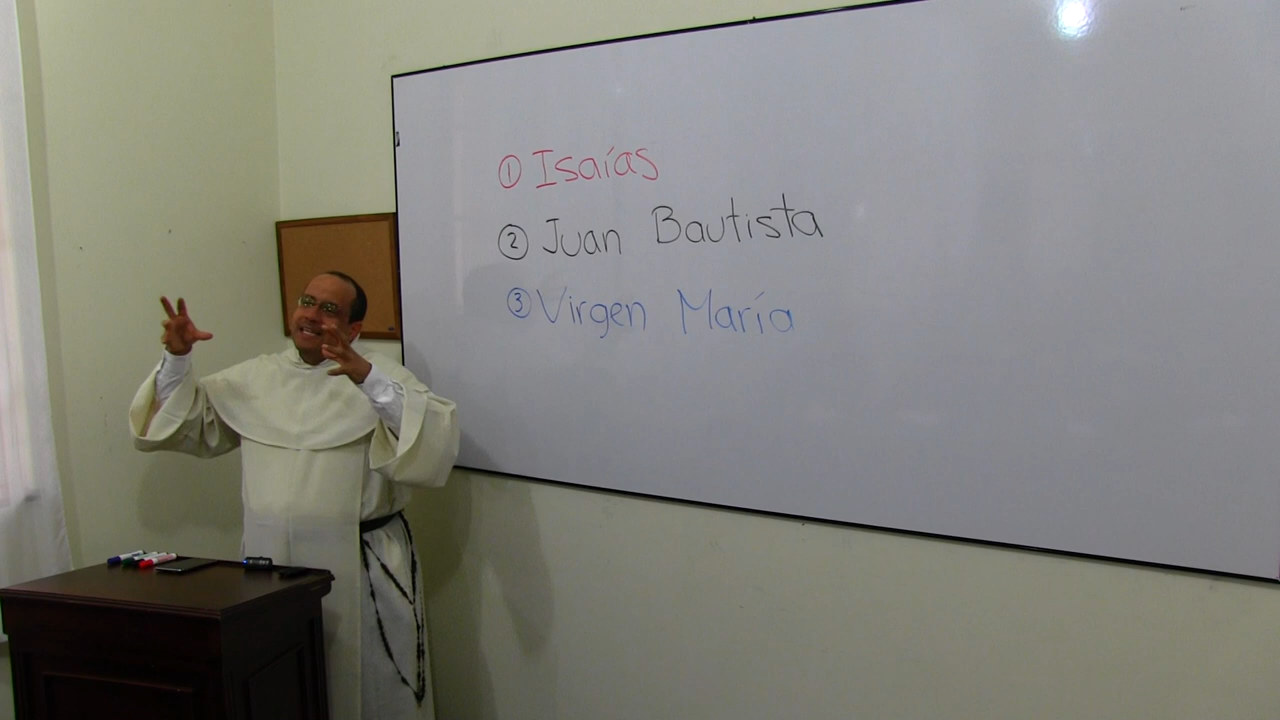 ① Isaías
② Juan Bautista
③ Virgen María